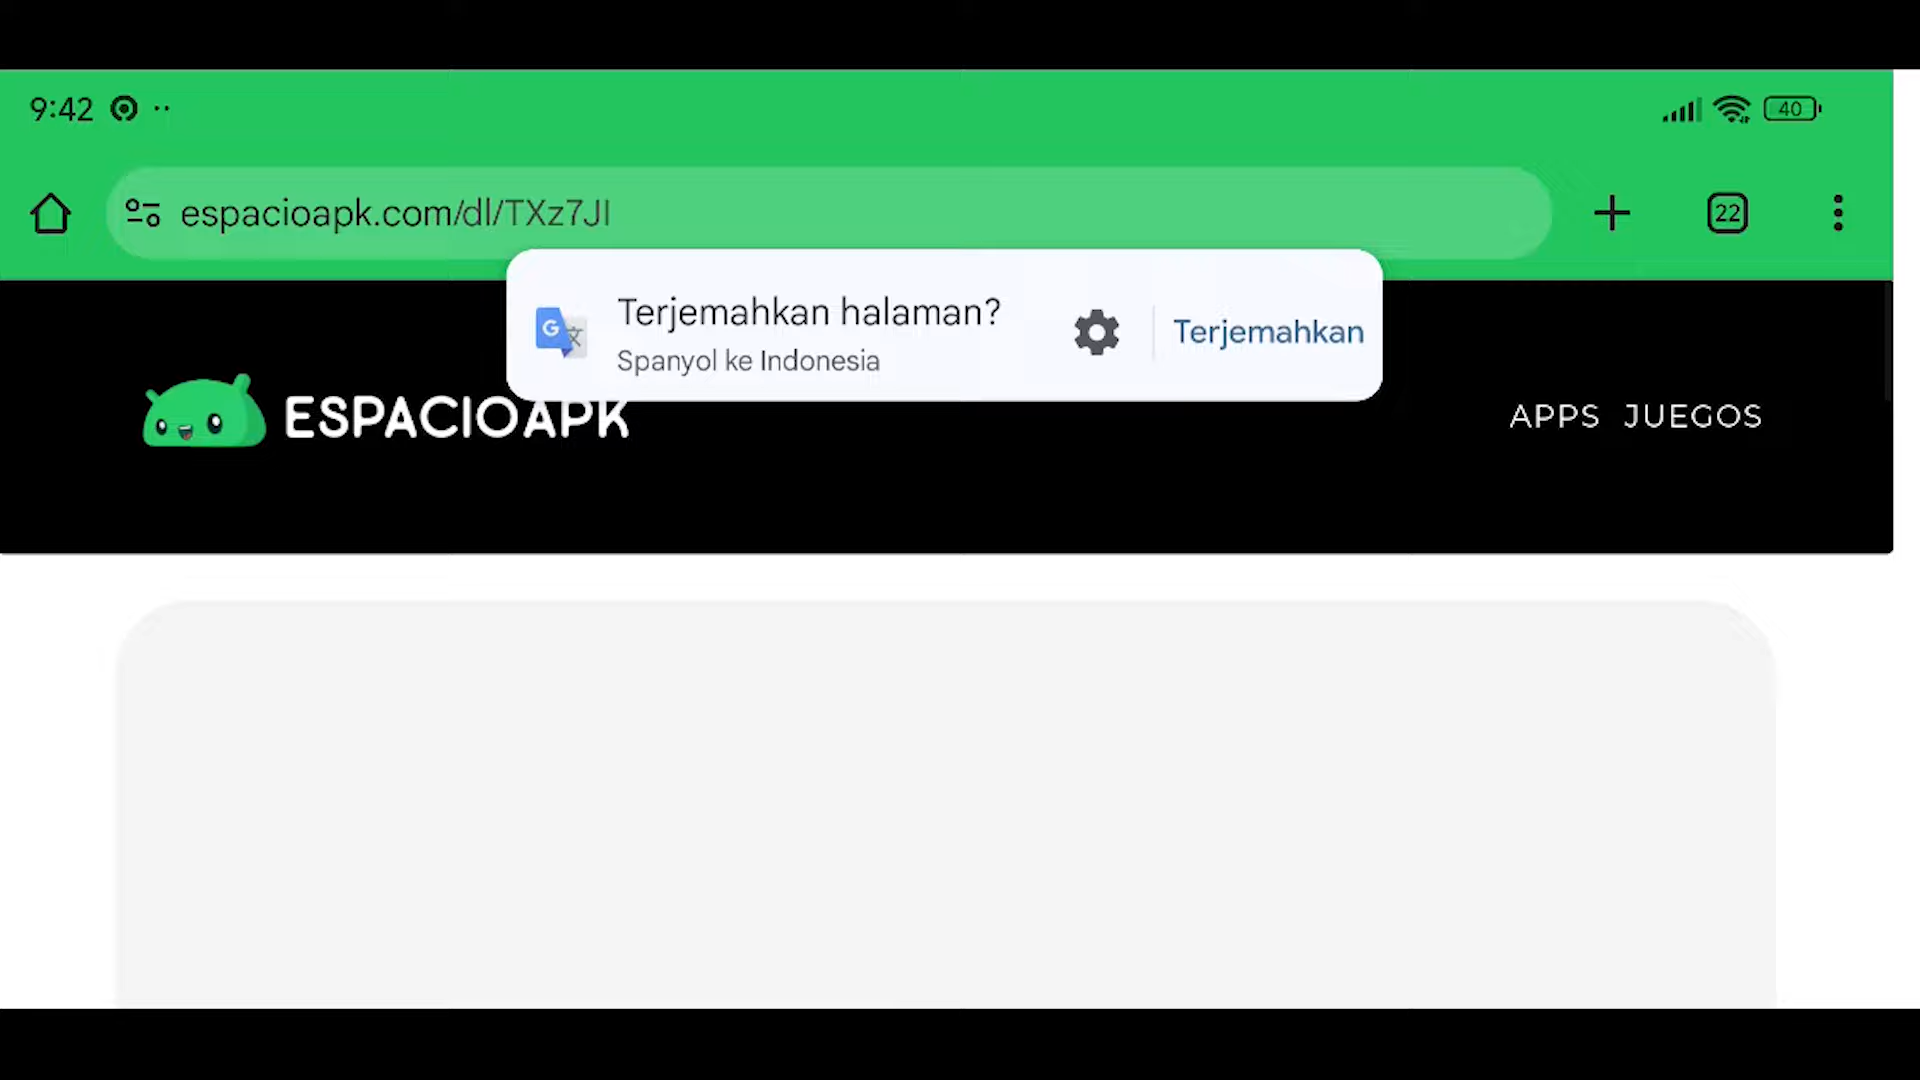 9:42
40
espacioapk.com/dl/TXz7JI
22
Terjemahkan halaman?
Spanyol ke Indonesia
Terjemahkan
ESPACIOAPK
APPS JUEGOS